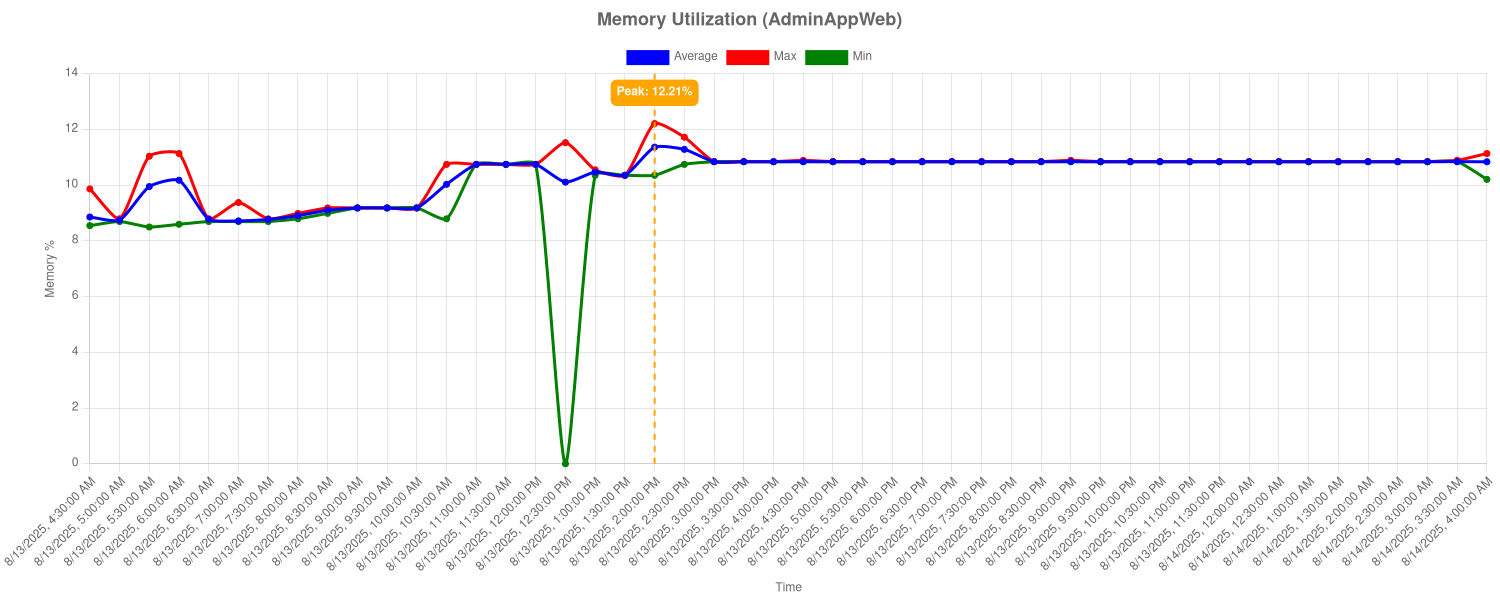 Memory Utilization (AdminAppWeb)
Average Max Min
Peak: 12.21%
14
12
10
8
6
4
2
0
Memory %
8/13/2025, 4:30:00 AM
8/13/2025, 5:00:00 AM
8/13/2025, 5:30:00 AM
8/13/2025, 6:00:00 AM
8/13/2025, 6:30:00 AM
8/13/2025, 7:00:00 AM
8/13/2025, 7:30:00 AM
8/13/2025, 8:00:00 AM
8/13/2025, 8:30:00 AM
8/13/2025, 9:00:00 AM
8/13/2025, 9:30:00 AM
8/13/2025, 10:00:00 AM
8/13/2025, 10:30:00 AM
8/13/2025, 11:00:00 AM
8/13/2025, 11:30:00 AM
8/13/2025, 12:00:00 PM
8/13/2025, 12:30:00 PM
8/13/2025, 1:00:00 PM
8/13/2025, 1:30:00 PM
8/13/2025, 2:00:00 PM
8/13/2025, 2:30:00 PM
8/13/2025, 3:00:00 PM
8/13/2025, 3:30:00 PM
8/13/2025, 4:00:00 PM
8/13/2025, 4:30:00 PM
8/13/2025, 5:00:00 PM
8/13/2025, 5:30:00 PM
8/13/2025, 6:00:00 PM
8/13/2025, 6:30:00 PM
8/13/2025, 7:00:00 PM
8/13/2025, 7:30:00 PM
8/13/2025, 8:00:00 PM
8/13/2025, 8:30:00 PM
8/13/2025, 9:00:00 PM
8/13/2025, 9:30:00 PM
8/13/2025, 10:00:00 PM
8/13/2025, 10:30:00 PM
8/13/2025, 11:00:00 PM
8/13/2025, 11:30:00 PM
8/14/2025, 12:00:00 AM
8/14/2025, 12:30:00 AM
8/14/2025, 1:00:00 AM
8/14/2025, 1:30:00 AM
8/14/2025, 2:00:00 AM
8/14/2025, 2:30:00 AM
8/14/2025, 3:00:00 AM
8/14/2025, 3:30:00 AM
8/14/2025, 4:00:00 AM
Time